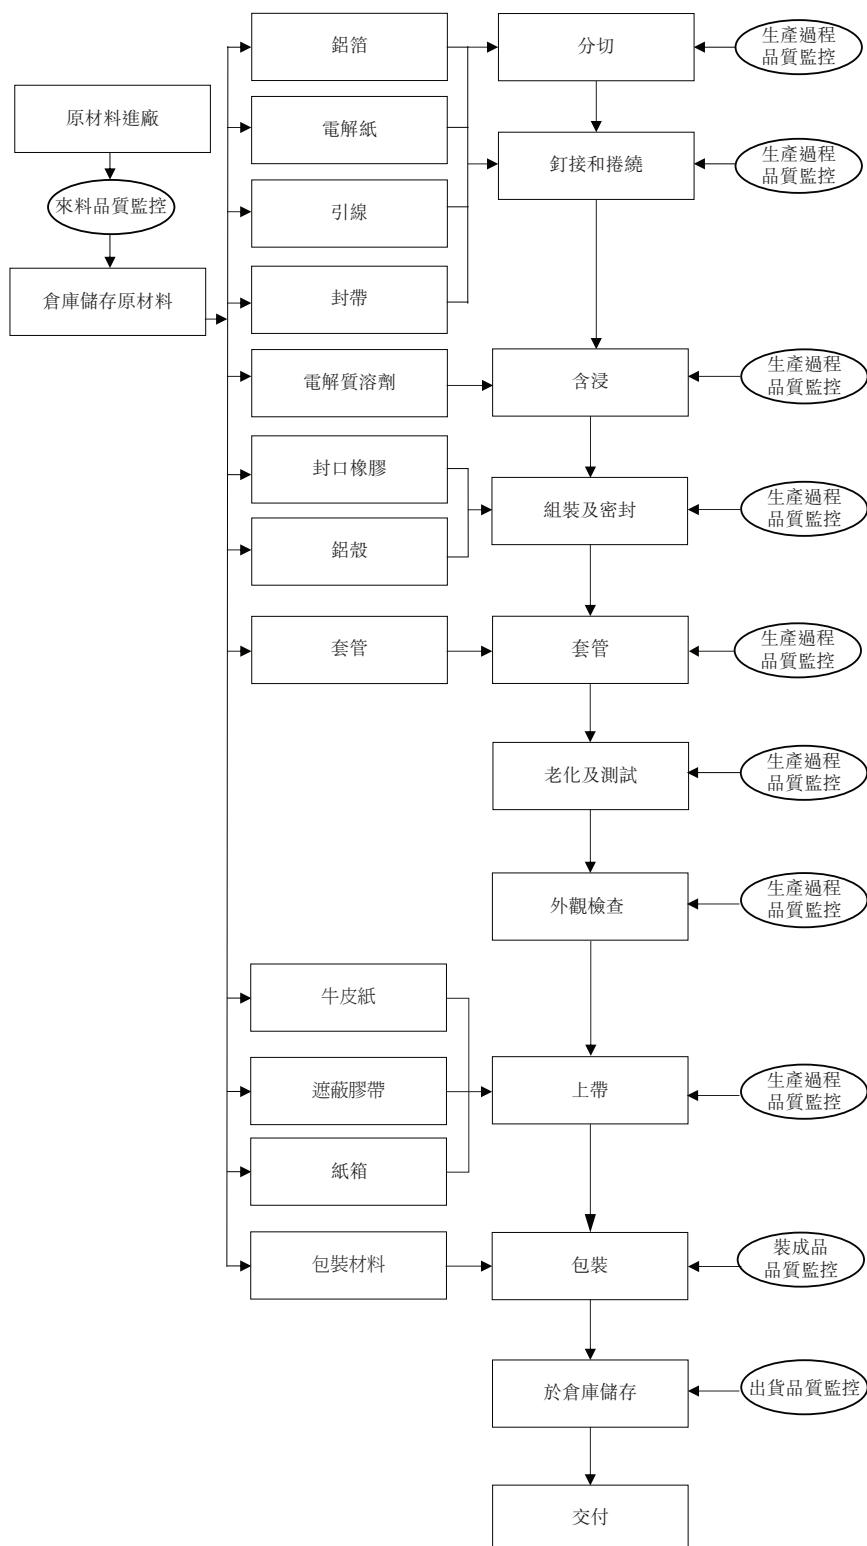 原材料進廠
來料品質監控
倉庫儲存原材料
鋁箔
電解紙
引線
封帶
電解質溶劑
封口橡膠
鋁殼
套管
牛皮紙
遮蔽膠帶
紙箱
包裝材料
分切
生產過程
品質監控
釘接和捲繞
生產過程
品質監控
含浸
生產過程
品質監控
組裝及密封
生產過程
品質監控
套管
生產過程
品質監控
老化及測試
生產過程
品質監控
外觀檢查
生產過程
品質監控
上帶
生產過程
品質監控
包裝
裝成品
品質監控
於倉庫儲存
出貨品質監控
交付